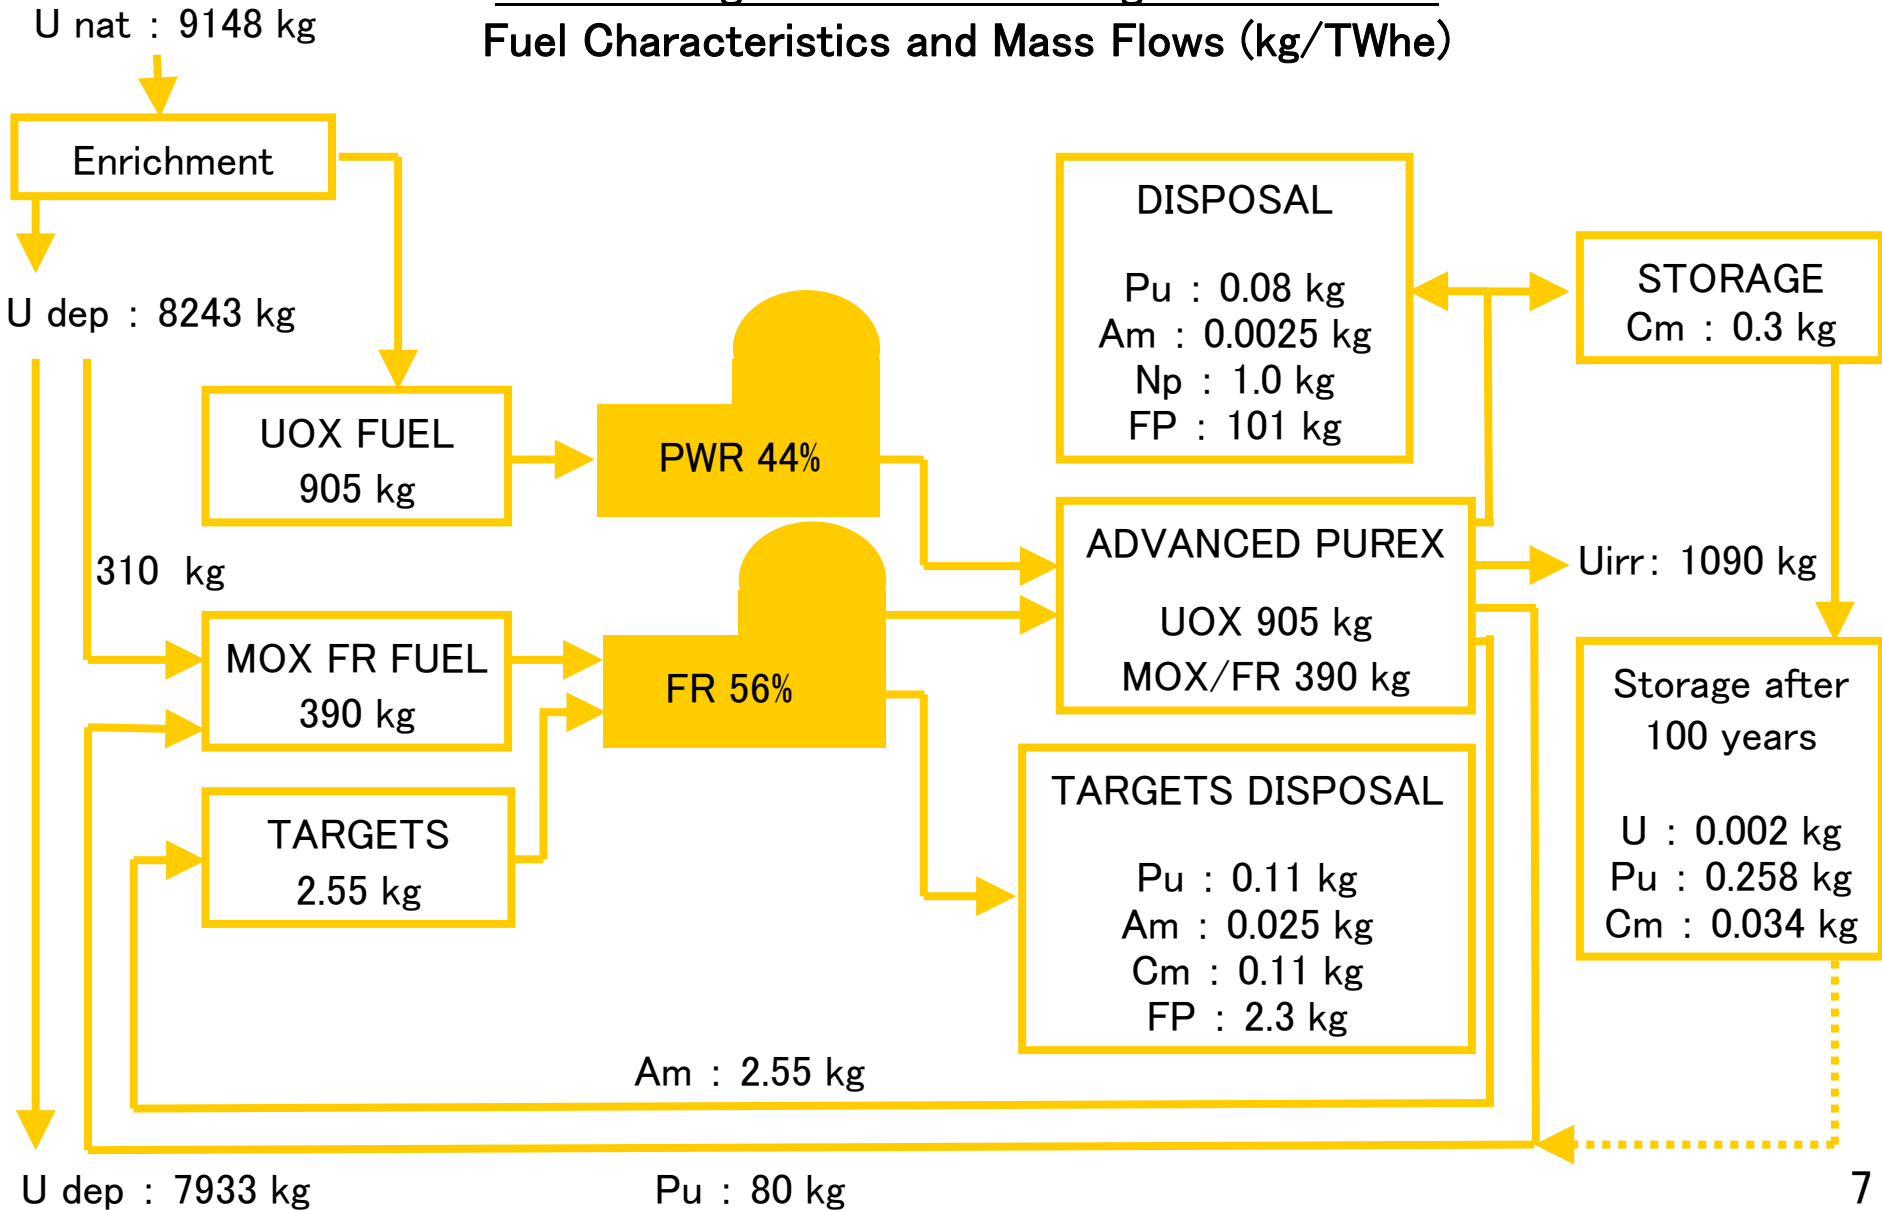 U nat : 9148 kg
Fuel Characteristics and Mass Flows (kg/TWhe)
Enrichment
U dep : 8243 kg
UOX FUEL
905 kg
PWR 44%
DISPOSAL
Pu : 0.08 kg
Am : 0.0025 kg
Np : 1.0 kg
FP : 101 kg
STORAGE
Cm : 0.3 kg
310 kg
MOX FR FUEL
390 kg
FR 56%
ADVANCED PUREX
UOX 905 kg
MOX/FR 390 kg
Uirr: 1090 kg
TARGETS
2.55 kg
TARGETS DISPOSAL
Pu : 0.11 kg
Am : 0.025 kg
Cm : 0.11 kg
FP : 2.3 kg
Storage after
100 years
U : 0.002 kg
Pu : 0.258 kg
Cm : 0.034 kg
Am : 2.55 kg
U dep : 7933 kg
Pu : 80 kg
7